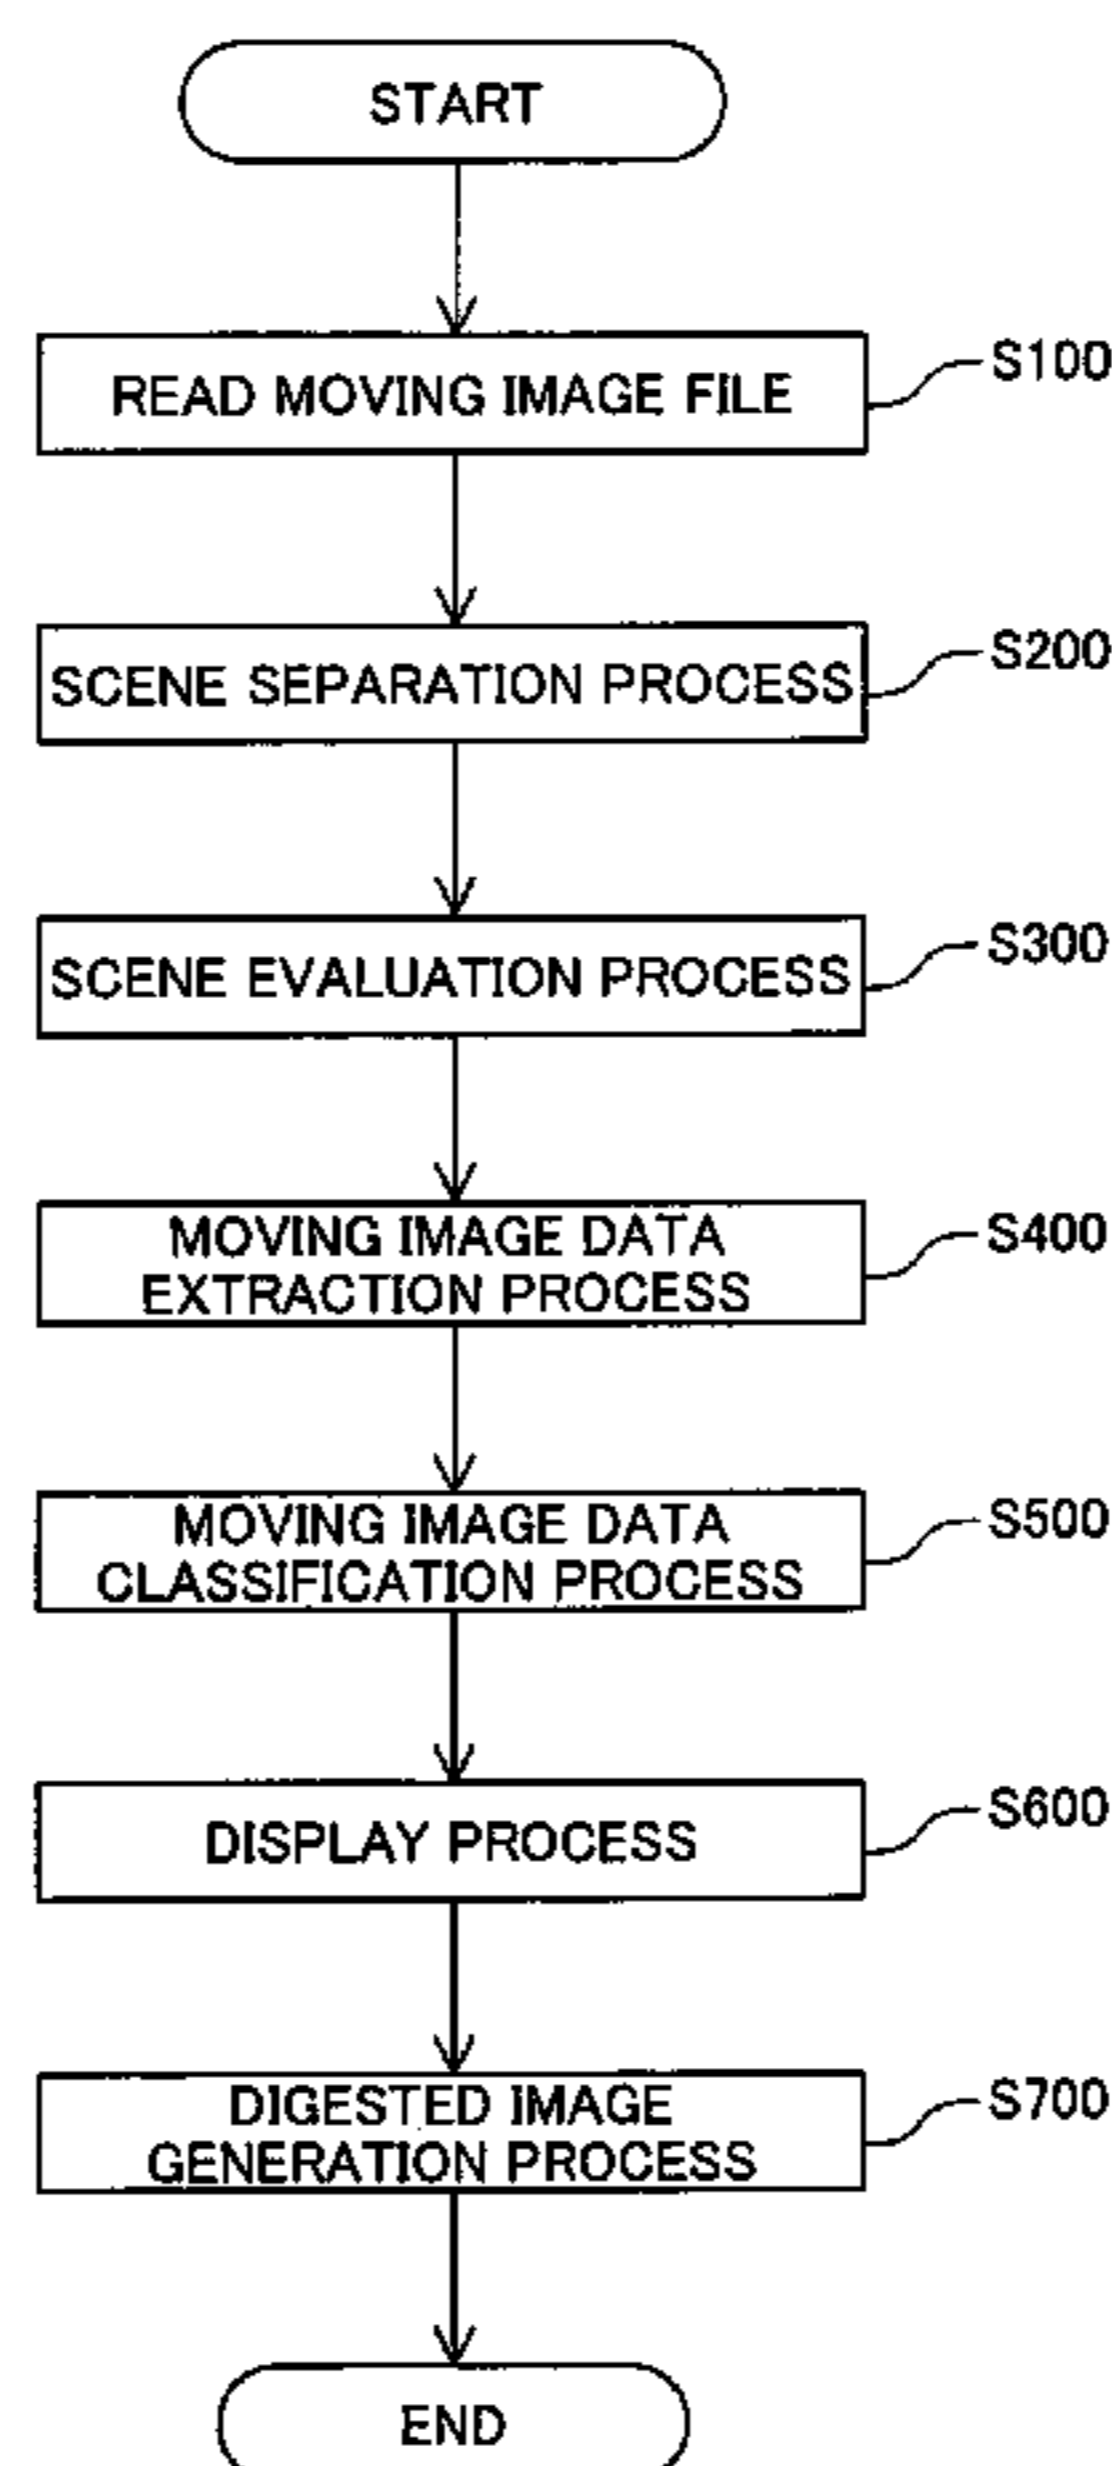 START
READ MOVING IMAGE FILE
S100
SCENE SEPARATION PROCESS
S200
SCENE EVALUATION PROCESS
S300
MOVING IMAGE DATA
EXTRACTION PROCESS
S400
MOVING IMAGE DATA
CLASSIFICATION PROCESS
S500
DISPLAY PROCESS
S600
DIGESTED IMAGE
GENERATION PROCESS
S700
END